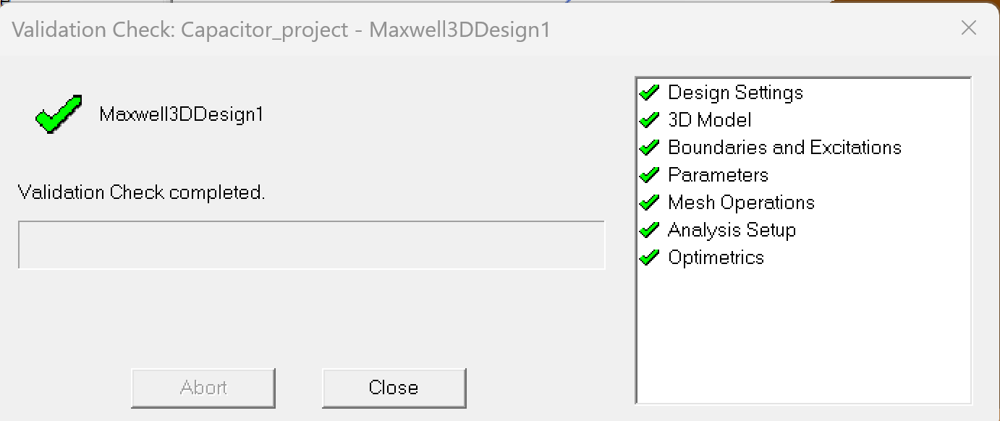 Validation Check: Capacitor_project - Maxwell3DDesign1
Maxwell3DDesign1
Validation Check completed.
Abort
Close
Design Settings
3D Model
Boundaries and Excitations
Parameters
Mesh Operations
Analysis Setup
Optimetrics